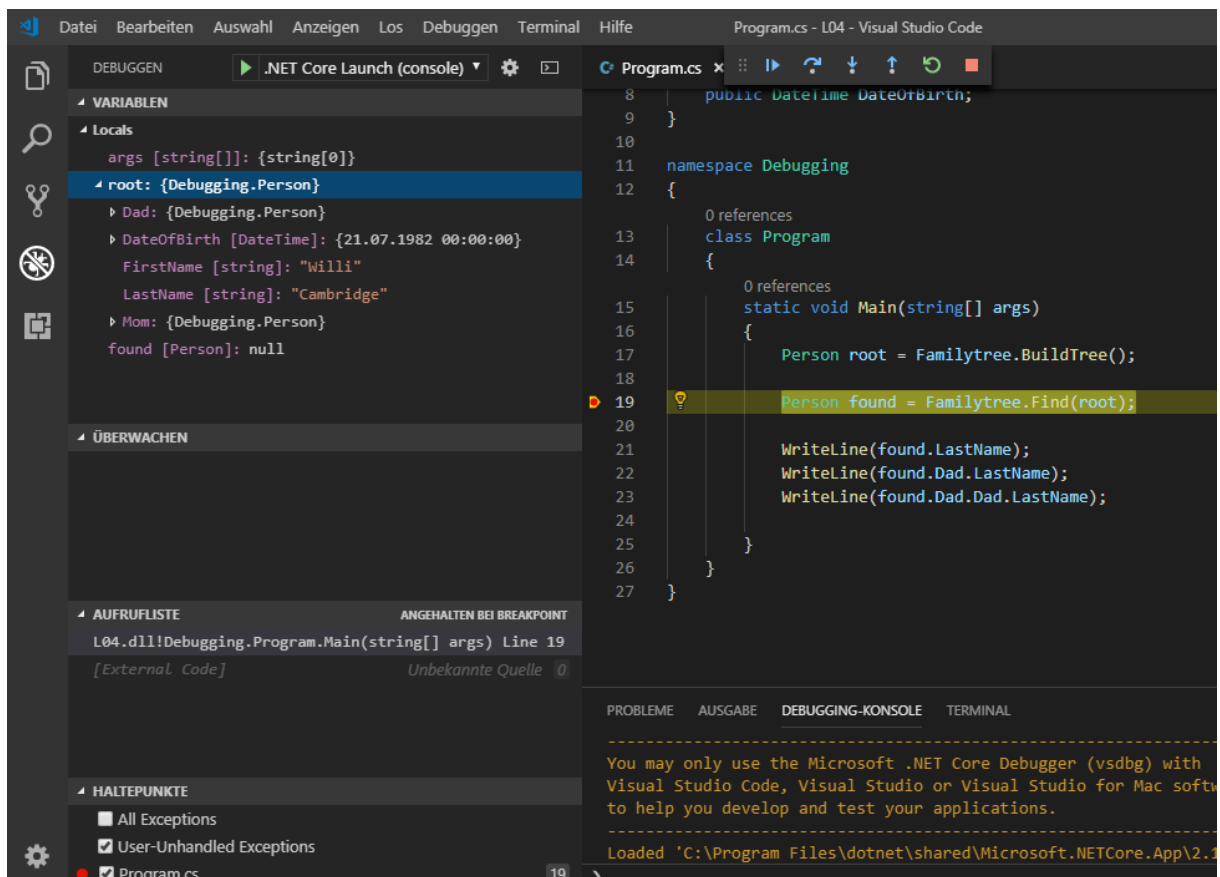 Datei Bearbeiten Auswahl Anzeigen Los Debuggen Terminal Hilfe Program.cs - L04 - Visual Studio Code
DEBUGGEN .NET Core Launch (console)
VARIABLEN
Locals
args [string[]]: {string[0]}
root: {Debugging.Person}
Dad: {Debugging.Person}
DateOfBirth [DateTime]: {21.07.1982 00:00:00}
FirstName [string]: "Willi"
LastName [string]: "Cambridge"
Mom: {Debugging.Person}
found [Person]: null
ÜBERWACHEN
AUFRUFLISTE ANGEHALTEN BEI BREAKPOINT
L04.dll!Debugging.Program.Main(string[] args) Line 19
[External Code] Unbekannte Quelle 0
HALTEPUNKTE
All Exceptions
User-Unhandled Exceptions
Program.cs 19
Program.cs
8 public DateTime DateOfBirth;
9 }
10
11 namespace Debugging
12 {
0 references
13 class Program
14 {
0 references
15 static void Main(string[] args)
16 {
17 Person root = Familytree.BuildTree();
18
19 Person found = Familytree.Find(root);
20
21 WriteLine(found.LastName);
22 WriteLine(found.Dad.LastName);
23 WriteLine(found.Dad.Dad.LastName);
24
25 }
26 }
27 }
PROBLEME AUSGABE DEBUGGING-KONSOLE TERMINAL
-------------------------------------------------------------------
You may only use the Microsoft .NET Core Debugger (vsdbg) with
Visual Studio Code, Visual Studio or Visual Studio for Mac softw
to help you develop and test your applications.
-------------------------------------------------------------------
Loaded 'C:\Program Files\dotnet\shared\Microsoft.NETCore.App\2.1